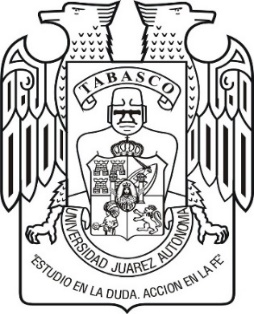 TABASCO
UNIVERSIDAD JUAREZ AUTONOMA
"ESTUDIO EN LA DUDA. ACCION EN LA FE"